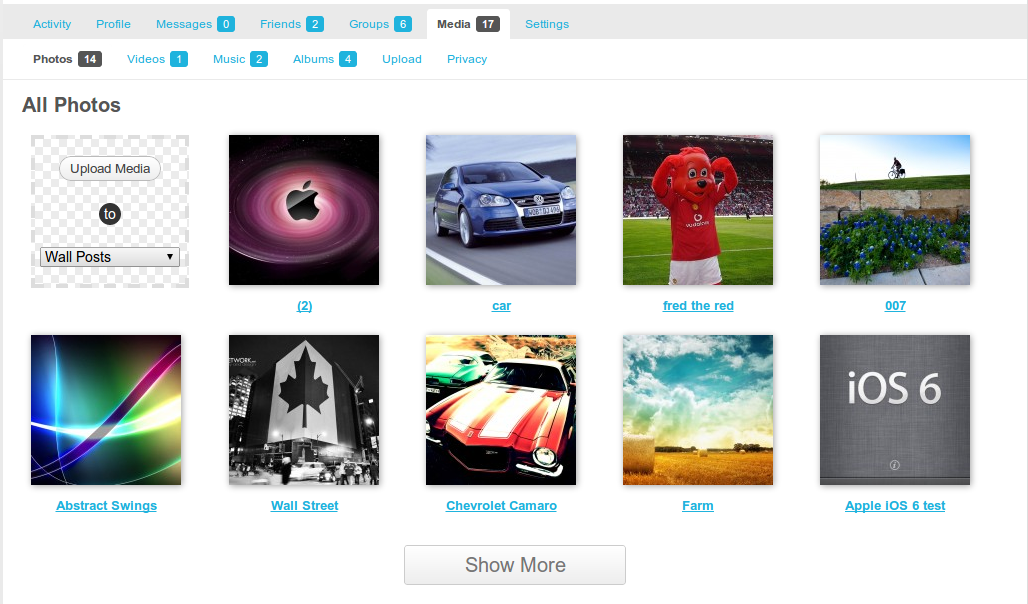 Activity Profile Messages 0 Friends 2 Groups 6 Media 17 Settings
Photos 14 Videos 1 Music 2 Albums 4 Upload Privacy
All Photos
Upload Media
to
Wall Posts
vodafone
(2) car fred the red 007
NETWORK
iOS 6
Abstract Swings Wall Street Chevrolet Camaro Farm Apple iOS 6 test
Show More